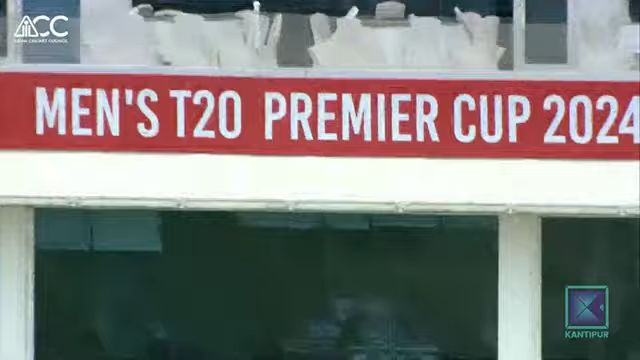 ACC
ASIAN CRICKET COUNCIL
MEN'S T20 PREMIER CUP 2024
KANTIPUR